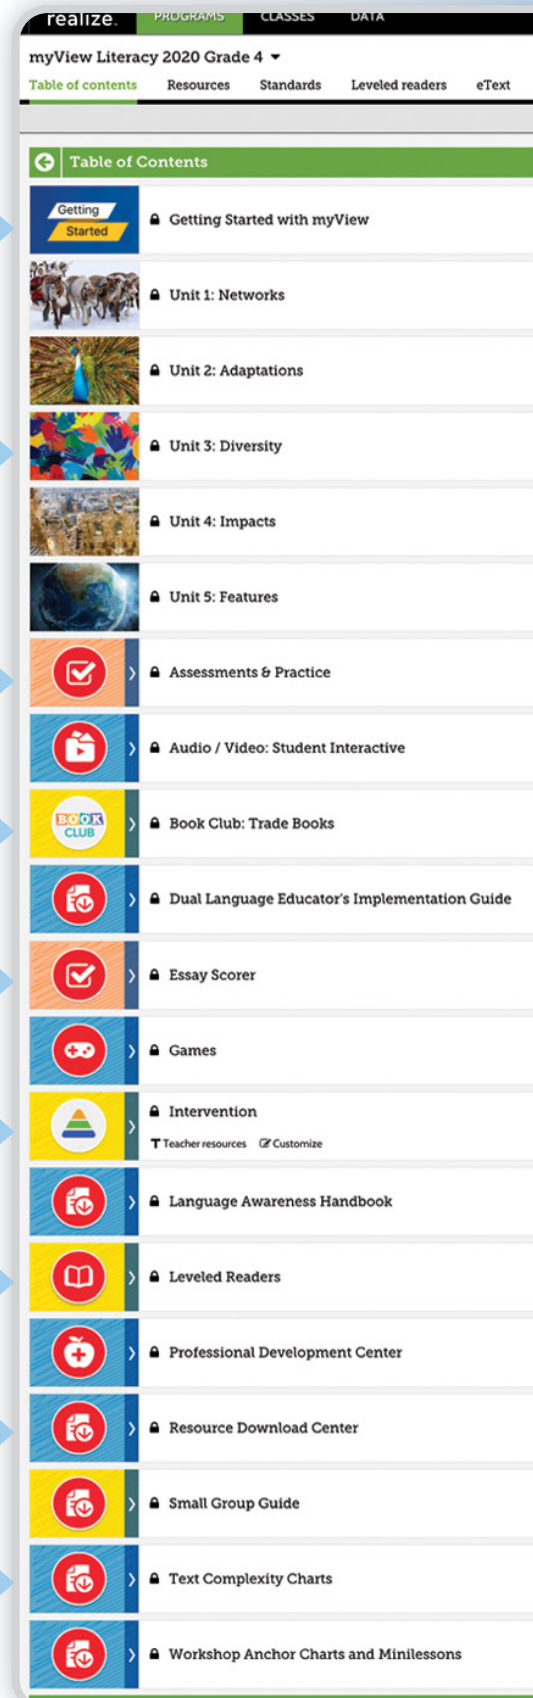 realize.
PROGRAMS CLASSES DATA
myView Literacy 2020 Grade 4
Table of contents Resources Standards Leveled readers eText
Table of Contents
Getting
Started
Getting Started with myView
Unit 1: Networks
Unit 2: Adaptations
Unit 3: Diversity
Unit 4: Impacts
Unit 5: Features
Assessments & Practice
Audio / Video: Student Interactive
BOOK
CLUB
Book Club: Trade Books
Dual Language Educator's Implementation Guide
Essay Scorer
Games
Intervention
T Teacher resources Customize
Language Awareness Handbook
Leveled Readers
Professional Development Center
Resource Download Center
Small Group Guide
Text Complexity Charts
Workshop Anchor Charts and Minilessons